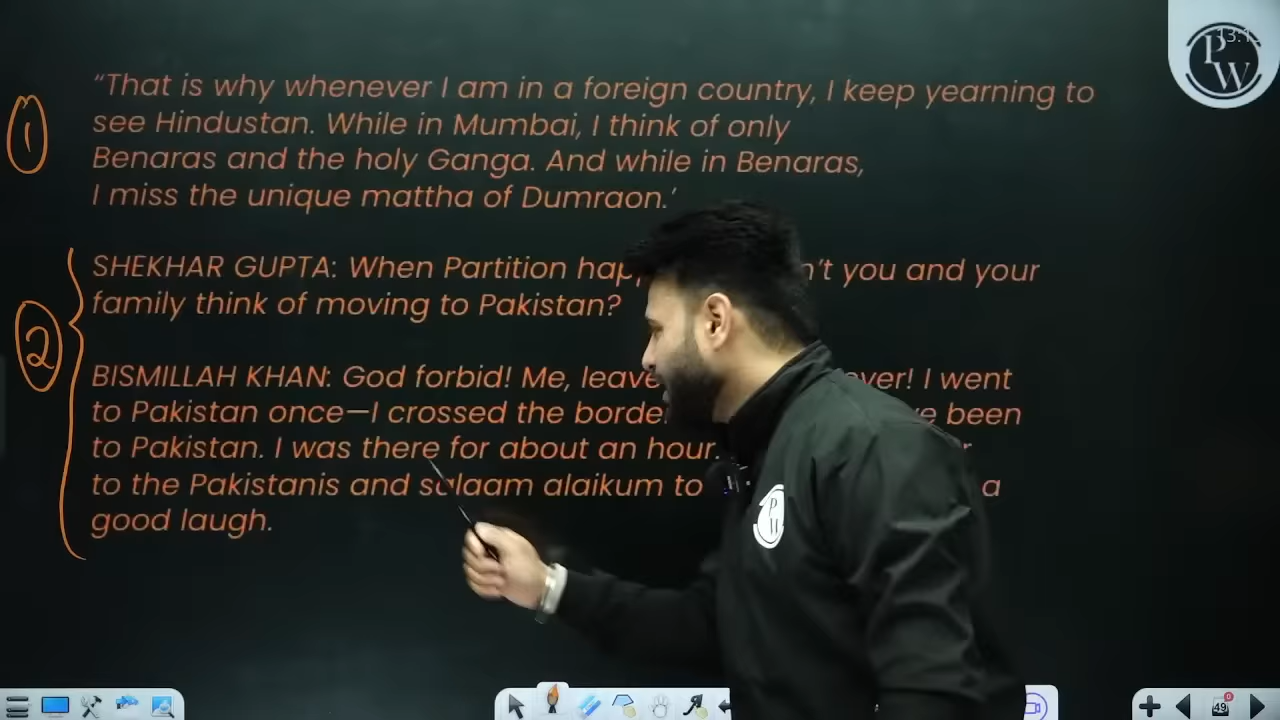 “That is why whenever I am in a foreign country, I keep yearning to
see Hindustan. While in Mumbai, I think of only
Benaras and the holy Ganga. And while in Benaras,
I miss the unique mattha of Dumraon.’
SHEKHAR GUPTA: When Partition you and your
family think of moving to Pakistan?
BISMILLAH KHAN: God forbid! Me, I went
to Pakistan once—I crossed the been
to Pakistan. I was there for about an hour.
to the Pakistanis and salaam alaikum to a
good laugh.
1
2
PW
PW
49
0